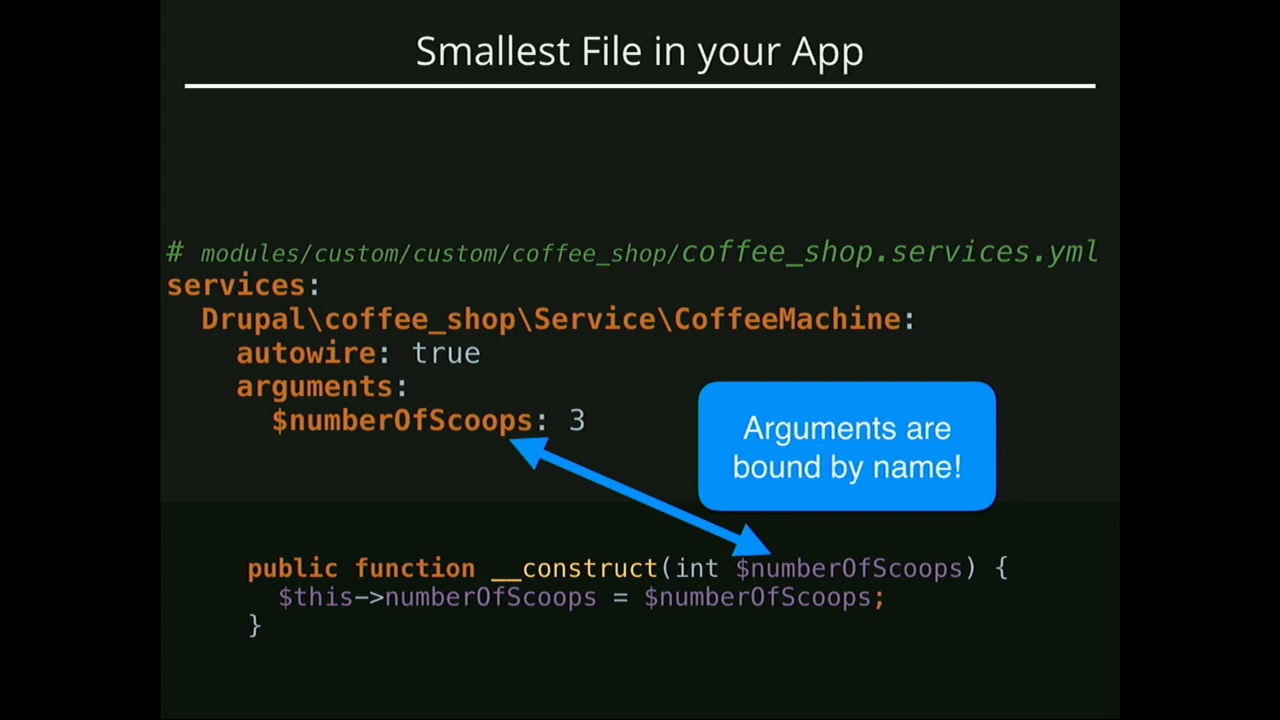 Smallest File in your App
# modules/custom/custom/coffee_shop/coffee_shop.services.yml
services:
Drupal\coffee_shop\Service\CoffeeMachine:
autowire: true
arguments:
$numberOfScoops: 3
Arguments are
bound by name!
public function __construct(int $numberOfScoops) {
$this->numberOfScoops = $numberOfScoops;
}